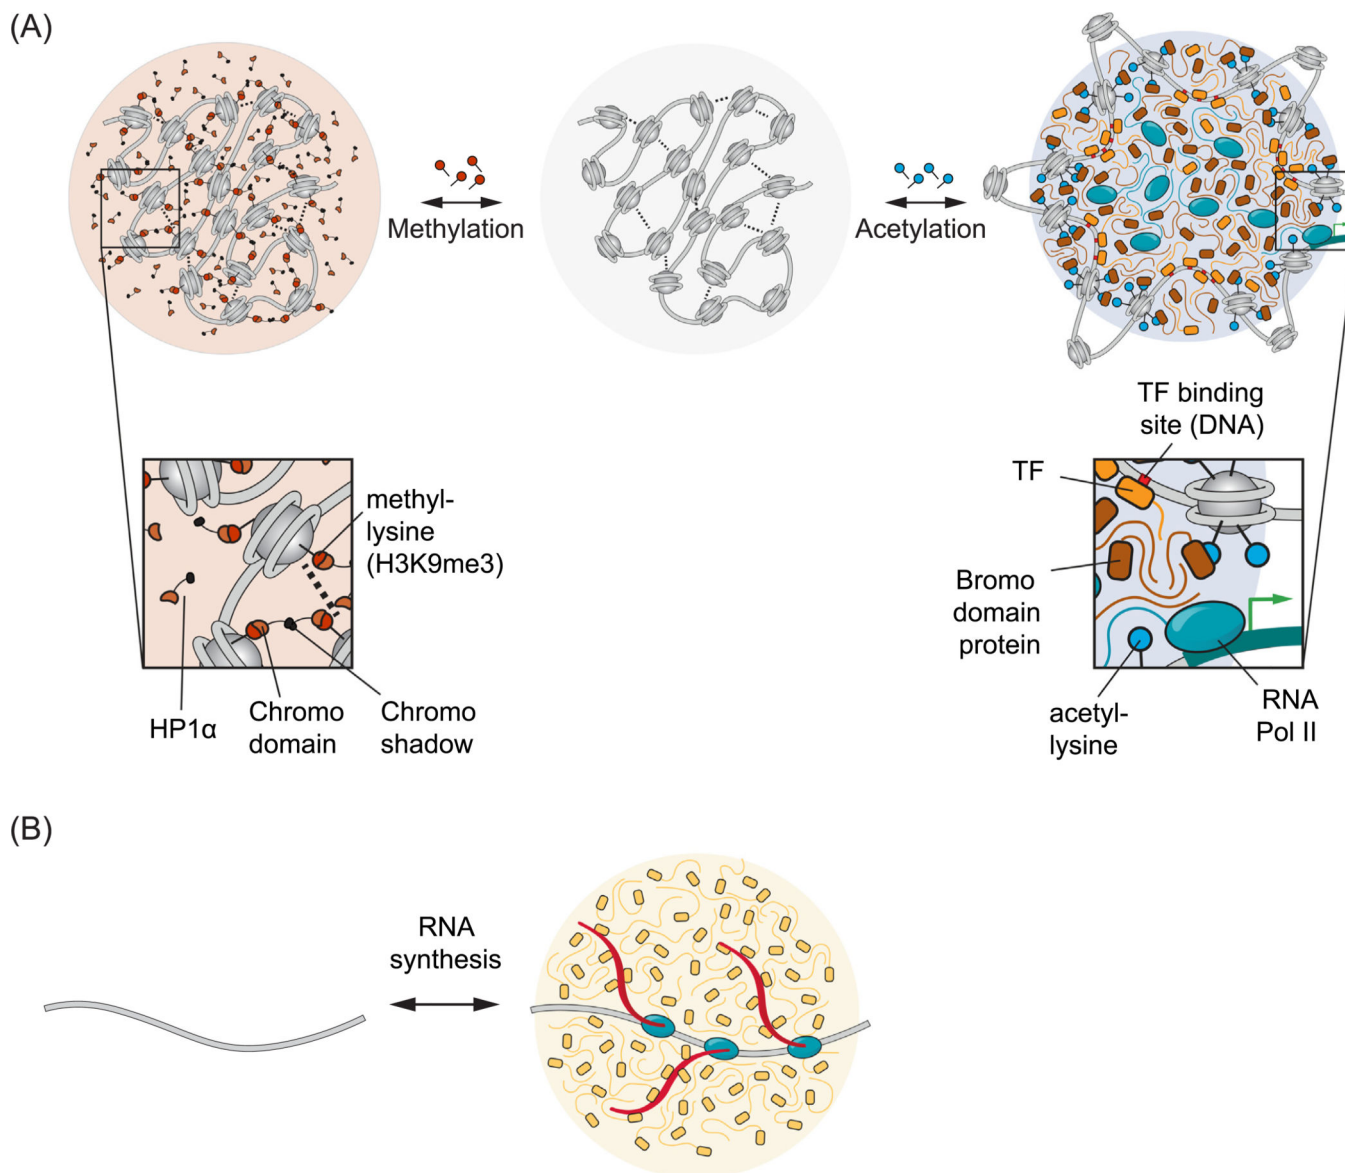 (A)
Methylation
Acetylation
TF binding
site (DNA)
TF
methyl-
lysine
(H3K9me3)
Bromo
domain
protein
HP1α
Chromo
domain
Chromo
shadow
acetyl-
lysine
RNA
Pol II
(B)
RNA
synthesis